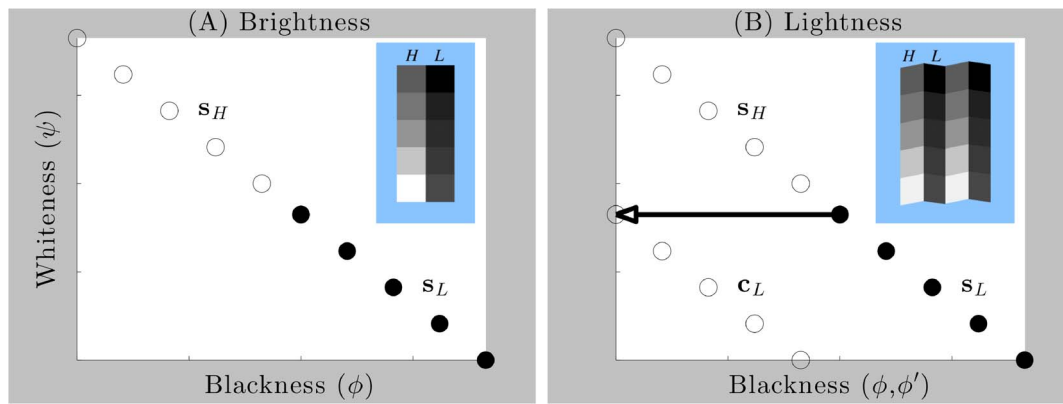 (A) Brightness
H L
s_H
s_L
Whiteness (ψ)
Blackness (ϕ)
(B) Lightness
H L
s_H
c_L
s_L
Blackness (ϕ,ϕ′)